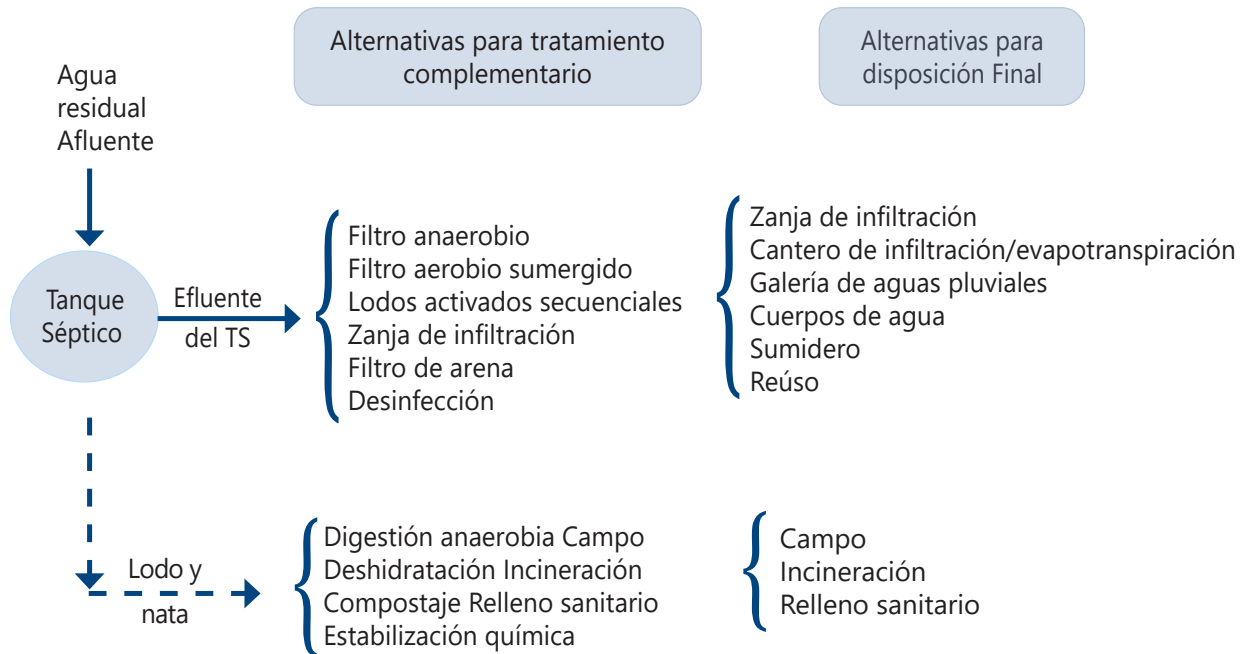 Alternativas para tratamiento
complementario
Alternativas para
disposición Final
Agua
residual
Afluente
Tanque
Séptico
Efluente
del TS
Filtro anaerobio
Filtro aerobio sumergido
Lodos activados secuenciales
Zanja de infiltración
Filtro de arena
Desinfección
Zanja de infiltración
Cantero de infiltración/evapotranspiración
Galería de aguas pluviales
Cuerpos de agua
Sumidero
Reúso
Lodo y
nata
Digestión anaerobia Campo
Deshidratación Incineración
Compostaje Relleno sanitario
Estabilización química
Campo
Incineración
Relleno sanitario